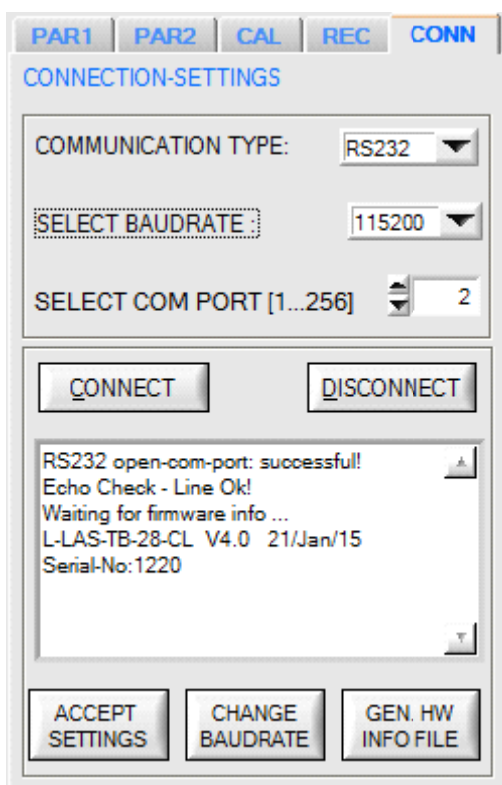 PAR1 PAR2 CAL REC CONN
CONNECTION-SETTINGS
COMMUNICATION TYPE: RS232
SELECT BAUDRATE : 115200
SELECT COM PORT [1...256] 2
CONNECT DISCONNECT
RS232 open-com-port: successful!
Echo Check - Line Ok!
Waiting for firmware info ...
L-LAS-TB-28-CL V4.0 21/Jan/15
Serial-No:1220
ACCEPT SETTINGS CHANGE BAUDRATE GEN. HW INFO FILE